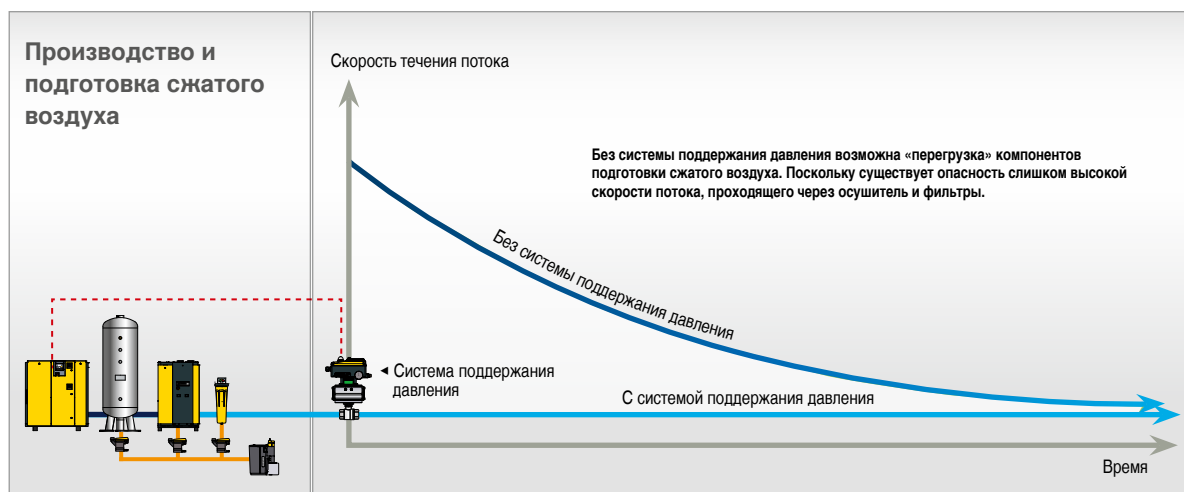 Производство и
подготовка сжатого
воздуха
Скорость течения потока
Без системы поддержания давления возможна «перегрузка» компонентов
подготовки сжатого воздуха. Поскольку существует опасность слишком высокой
скорости потока, проходящего через осушитель и фильтры.
Без системы поддержания давления
Система поддержания
давления
С системой поддержания давления
Время